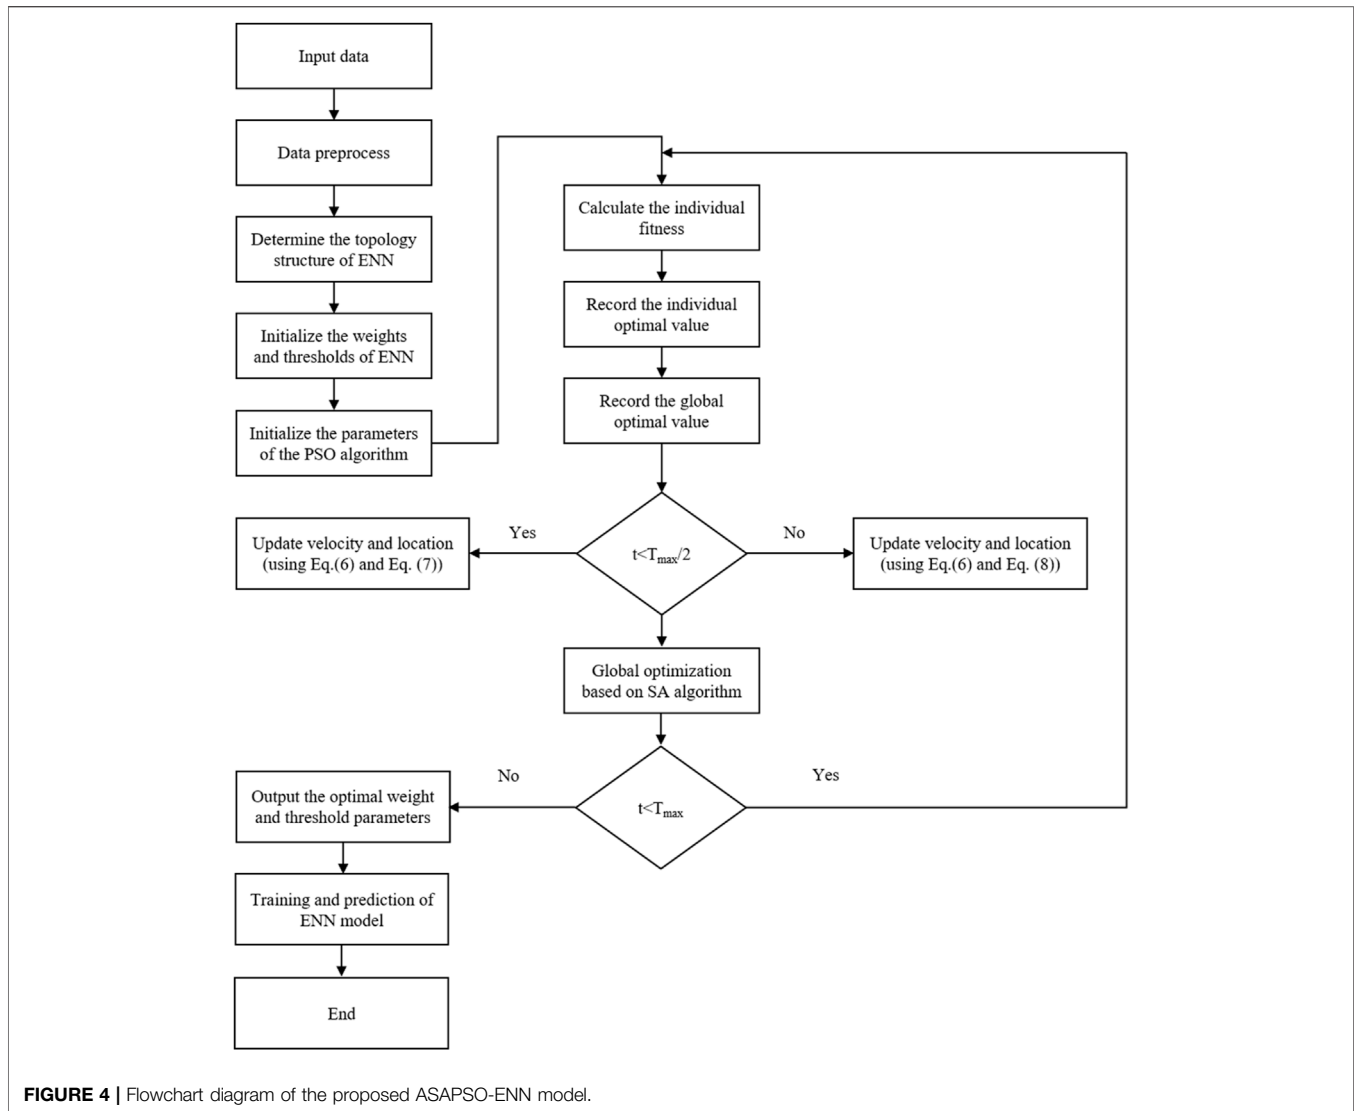 Input data
Data preprocess
Determine the topology
structure of ENN
Initialize the weights
and thresholds of ENN
Initialize the parameters
of the PSO algorithm
Calculate the individual
fitness
Record the individual
optimal value
Record the global
optimal value
Yes
t<Tmax/2
No
Update velocity and location
(using Eq.(6) and Eq. (7))
Update velocity and location
(using Eq.(6) and Eq. (8))
Global optimization
based on SA algorithm
No
t<Tmax
Yes
Output the optimal weight
and threshold parameters
Training and prediction of
ENN model
End
FIGURE 4 | Flowchart diagram of the proposed ASAPSO-ENN model.